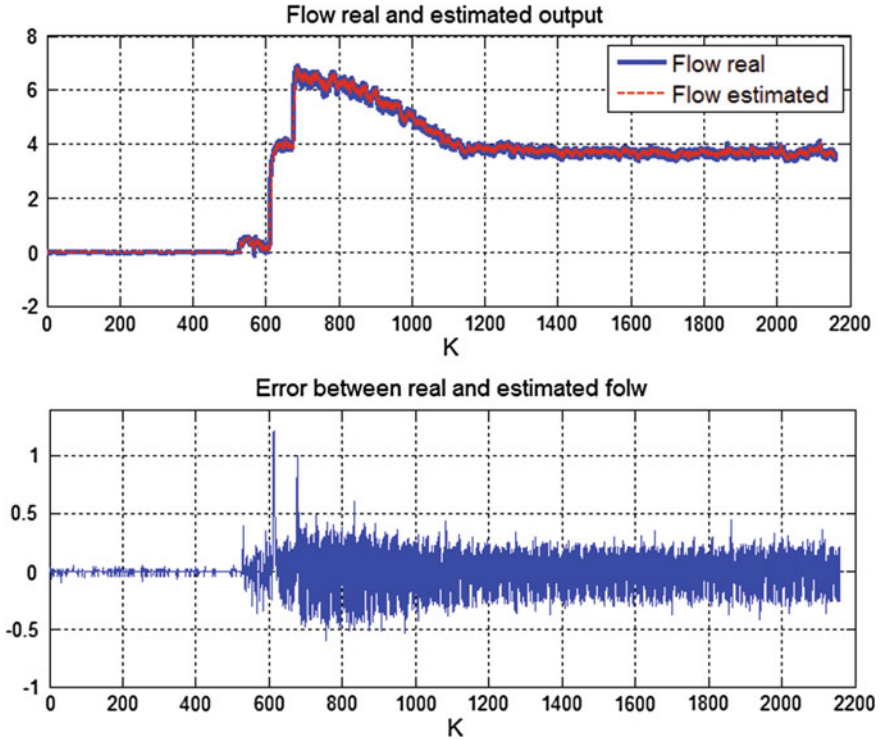 Flow real and estimated output
8
6
4
2
0
-2
Flow real
Flow estimated
0 200 400 600 800 1000 1200 1400 1600 1800 2000 2200
K
Error between real and estimated folw
1
0.5
0
-0.5
-1
0 200 400 600 800 1000 1200 1400 1600 1800 2000 2200
K